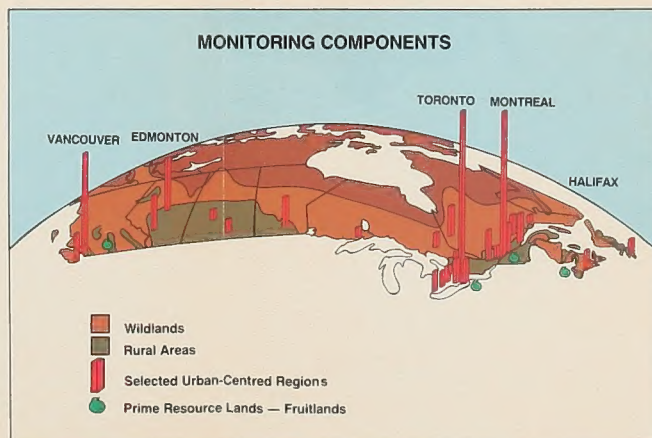 MONITORING COMPONENTS
TORONTO MONTREAL
VANCOUVER EDMONTON
HALIFAX
Wildlands
Rural Areas
Selected Urban-Centred Regions
Prime Resource Lands — Fruitlands